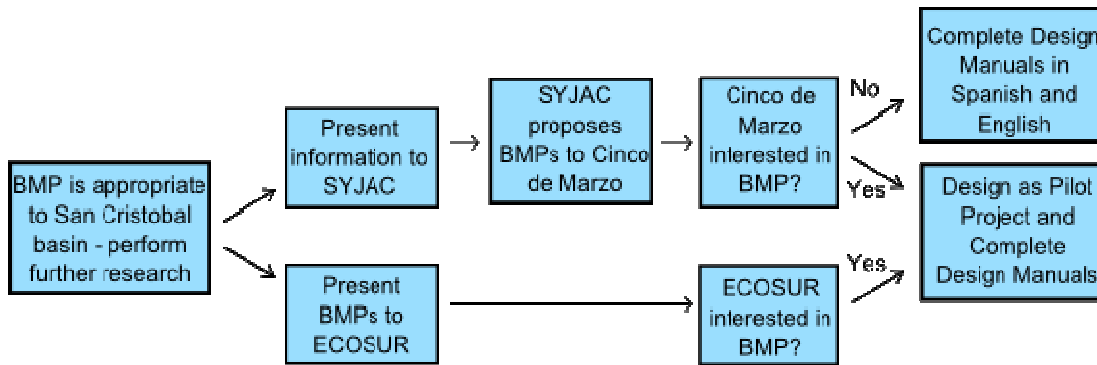 BMP is appropriate
to San Cristobal
basin - perform
further research
Present
information to
SYJAC
SYJAC
proposes
BMPs to Cinco
de Marzo
Cinco de
Marzo
interested in
BMP?
No
Yes
Complete Design
Manuals in
Spanish and
English
Design as Pilot
Project and
Complete
Design Manuals
Present
BMPs to
ECOSUR
ECOSUR
interested in
BMP?
Yes